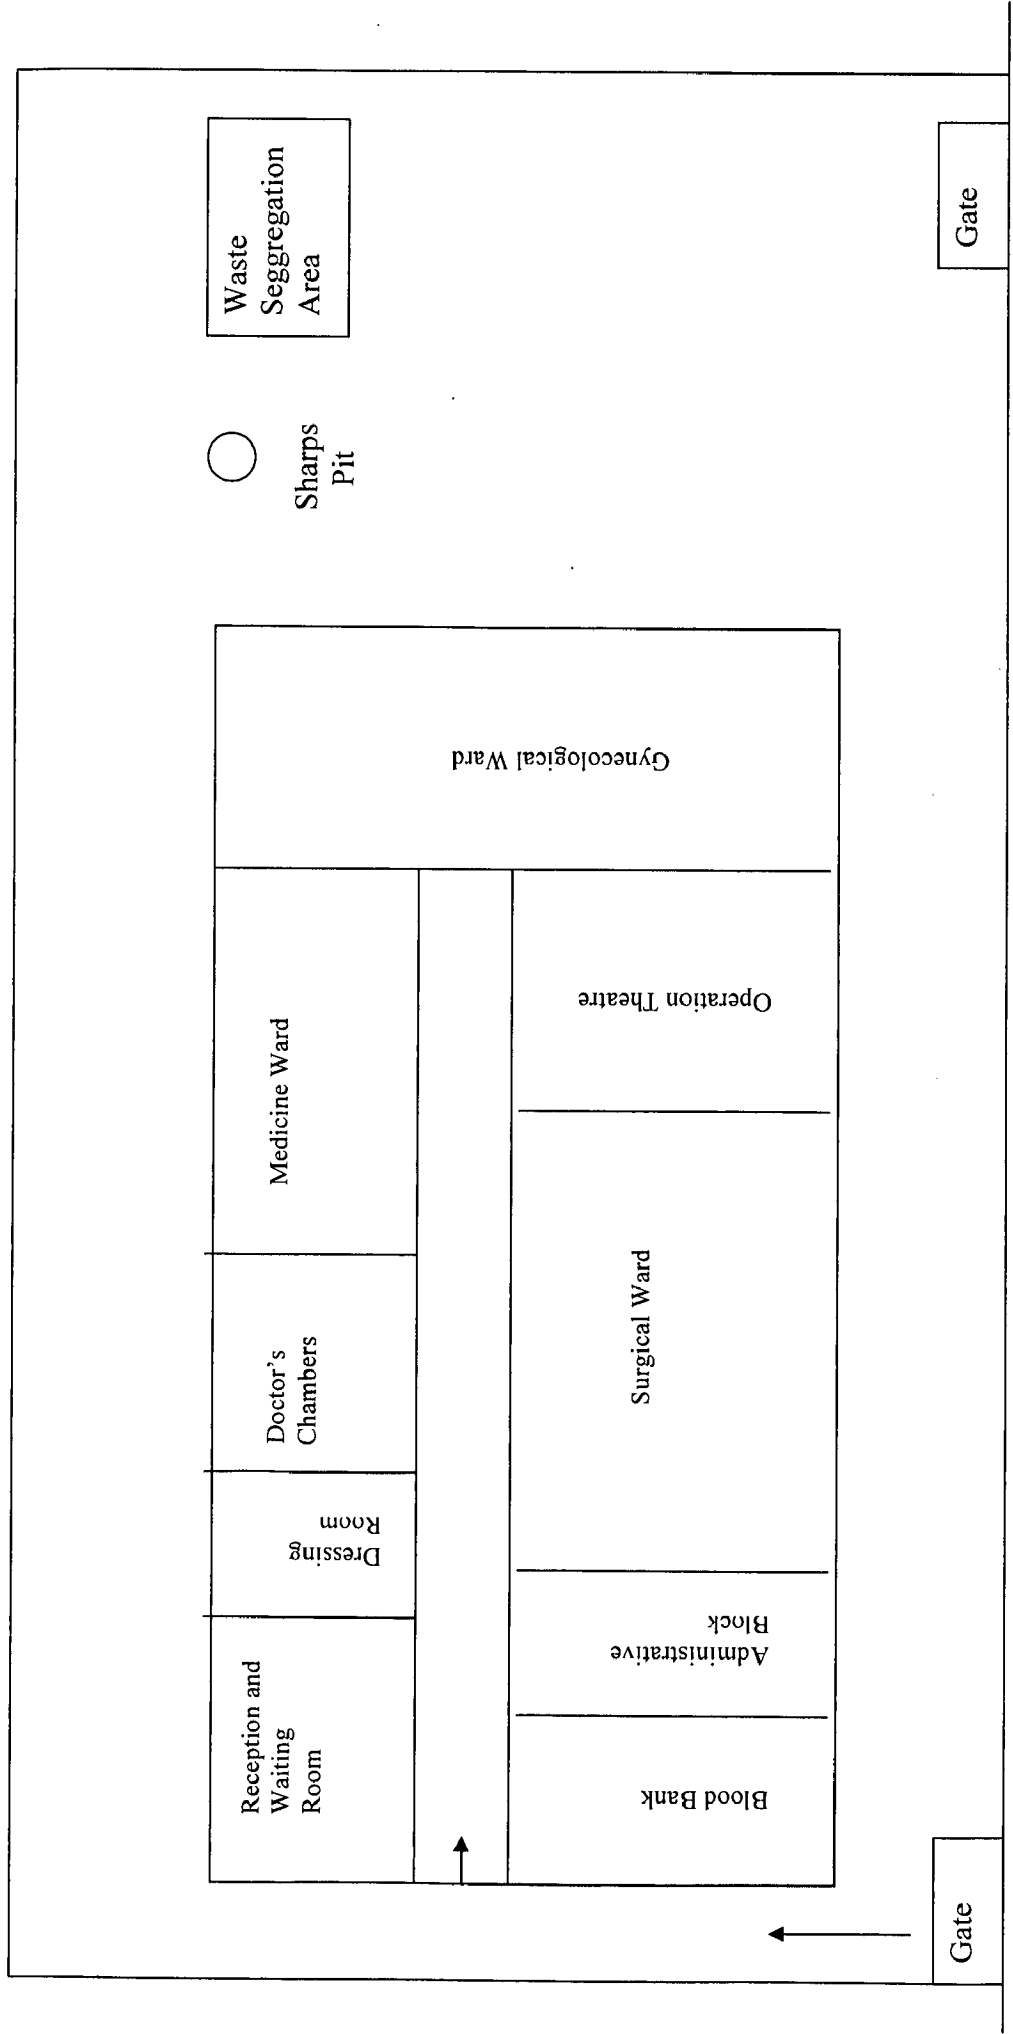 Waste
Seggregation
Area
Sharps
Pit
Gate
Gynecological Ward
Medicine Ward
Operation Theatre
Doctor's
Chambers
Surgical Ward
Dressing
Room
Administrative
Block
Reception and
Waiting
Room
Blood Bank
Gate